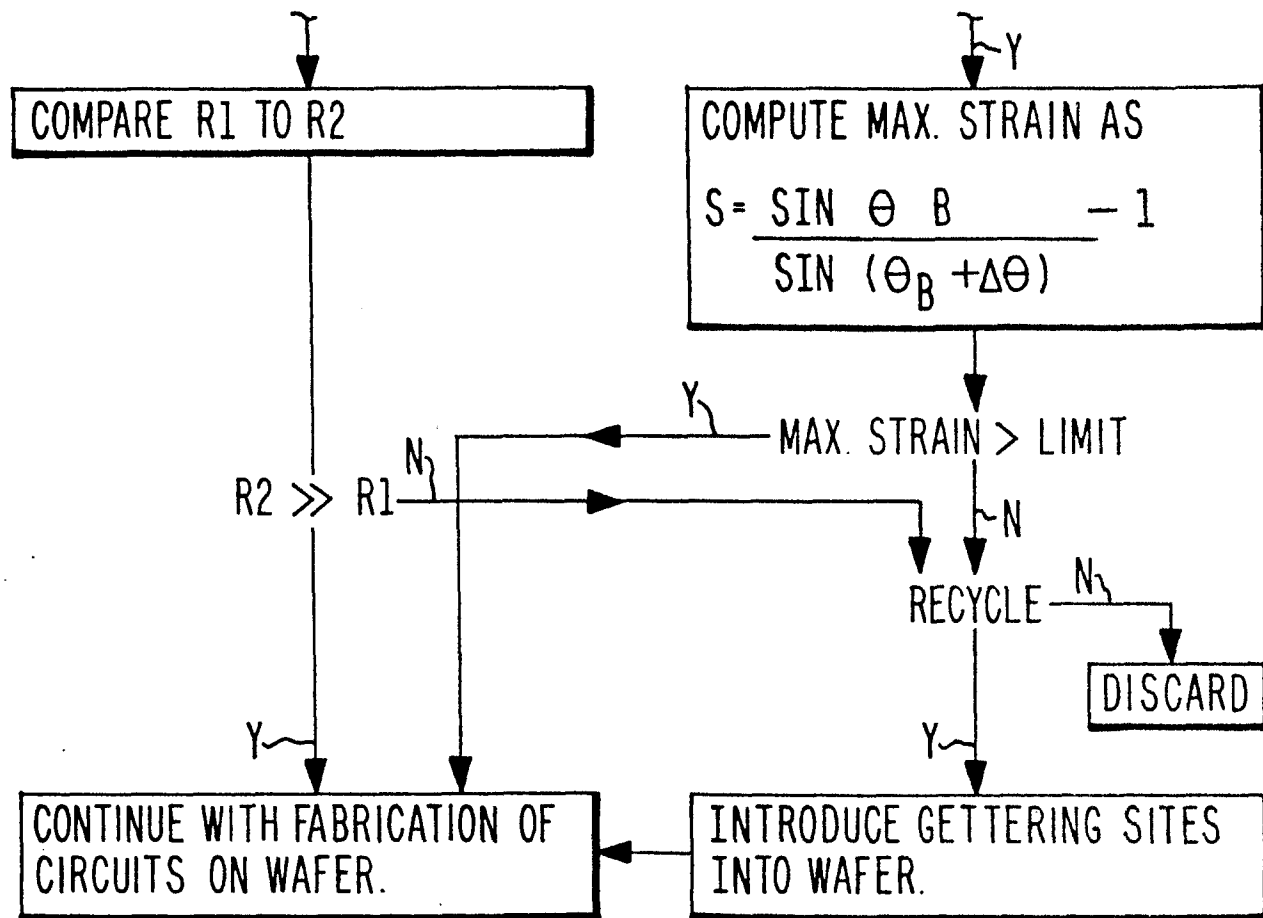 Y
COMPARE R1 TO R2
COMPUTE MAX. STRAIN AS
S = SIN Θ B − 1
SIN (ΘB +ΔΘ)
Y
MAX. STRAIN > LIMIT
N
R2 ≫ R1
N
N
RECYCLE
DISCARD
Y
Y
CONTINUE WITH FABRICATION OF
CIRCUITS ON WAFER.
INTRODUCE GETTERING SITES
INTO WAFER.